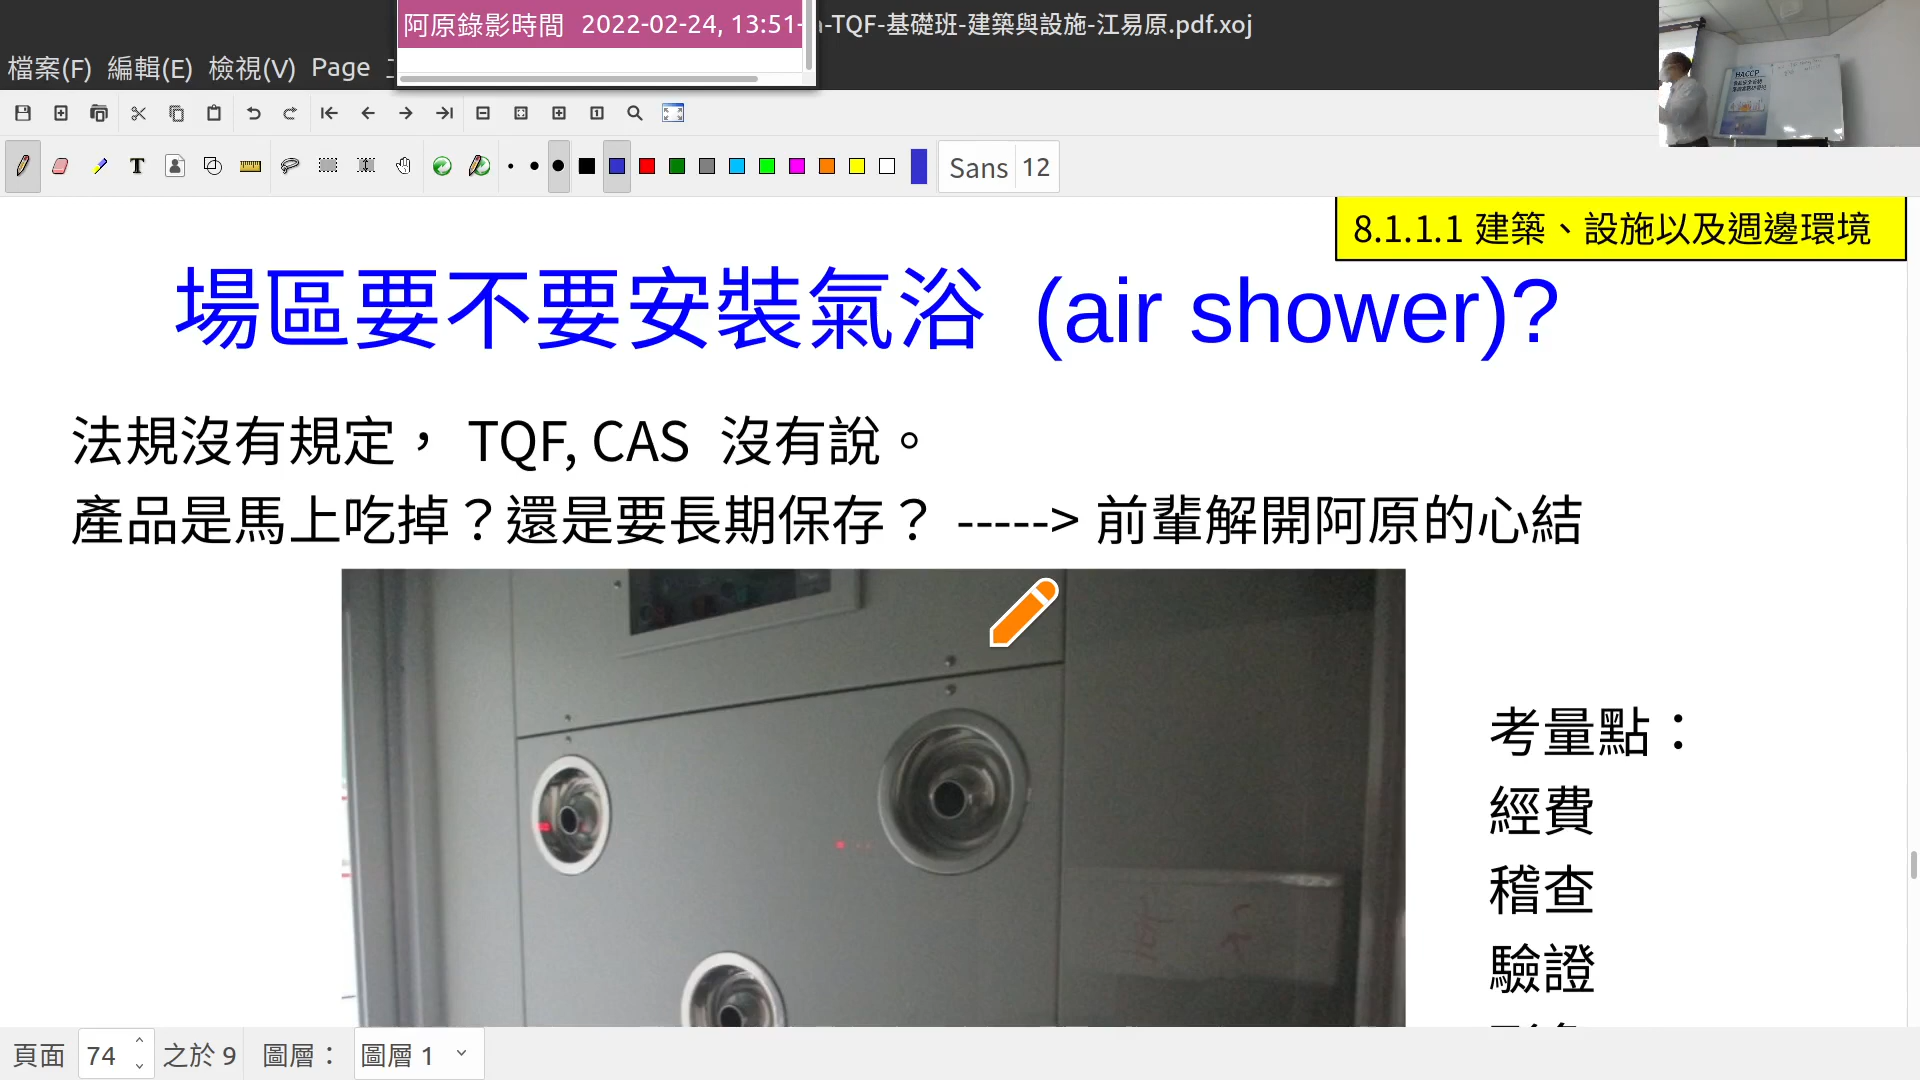 阿原錄影時間 2022-02-24, 13:51-
-TQF-基礎班-建築與設施-江易原.pdf.xoj
檔案(F) 編輯(E) 檢視(V) Page
Sans 12
HACCP
8.1.1.1 建築、設施以及週邊環境
場區要不要安裝氣浴 (air shower)?
法規沒有規定， TQF, CAS 沒有說。
產品是馬上吃掉？還是要長期保存？ -----> 前輩解開阿原的心結
考量點：
經費
稽查
驗證
頁面 74 之於 9 圖層： 圖層 1